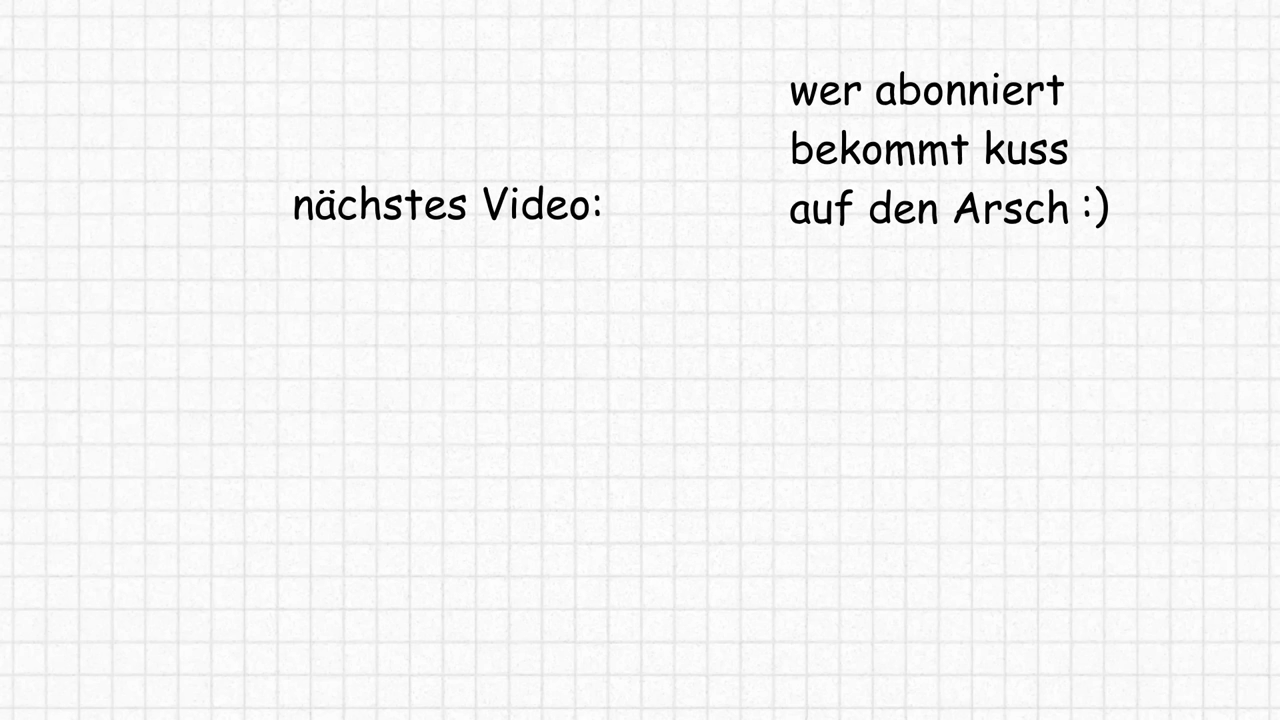 nächstes Video:
wer abonniert
bekommt kuss
auf den Arsch :)